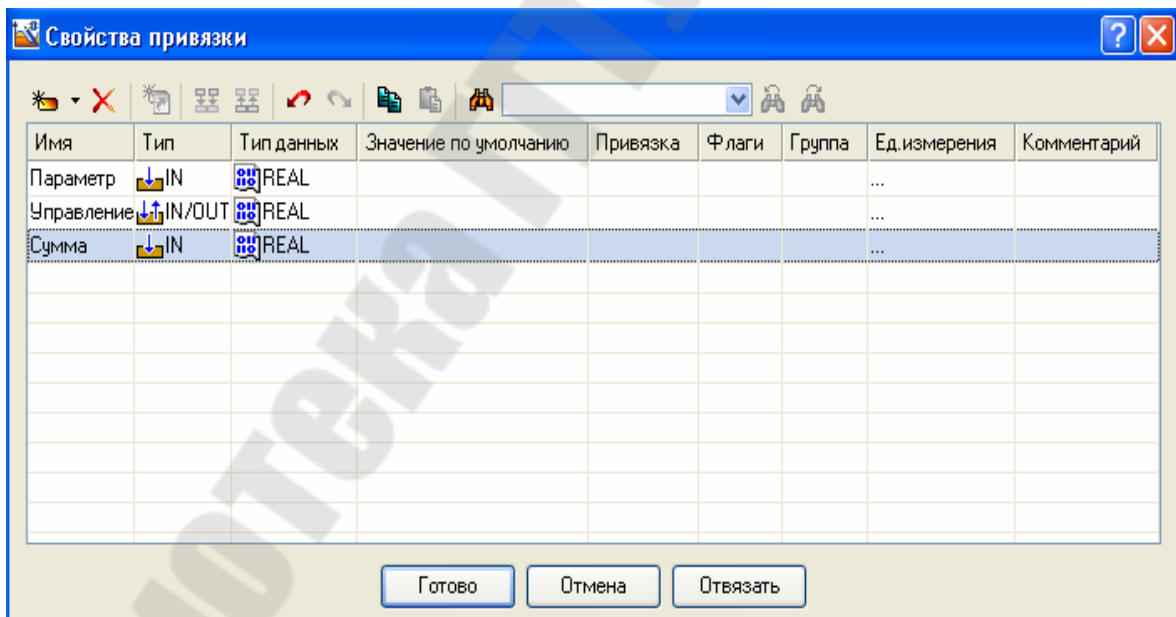 Свойства привязки
Имя Тип Тип данных Значение по умолчанию Привязка Флаги Группа Ед.измерения Комментарий
Параметр IN REAL ...
Управление IN/OUT REAL ...
Сумма IN REAL ...
Готово Отмена Отвязать